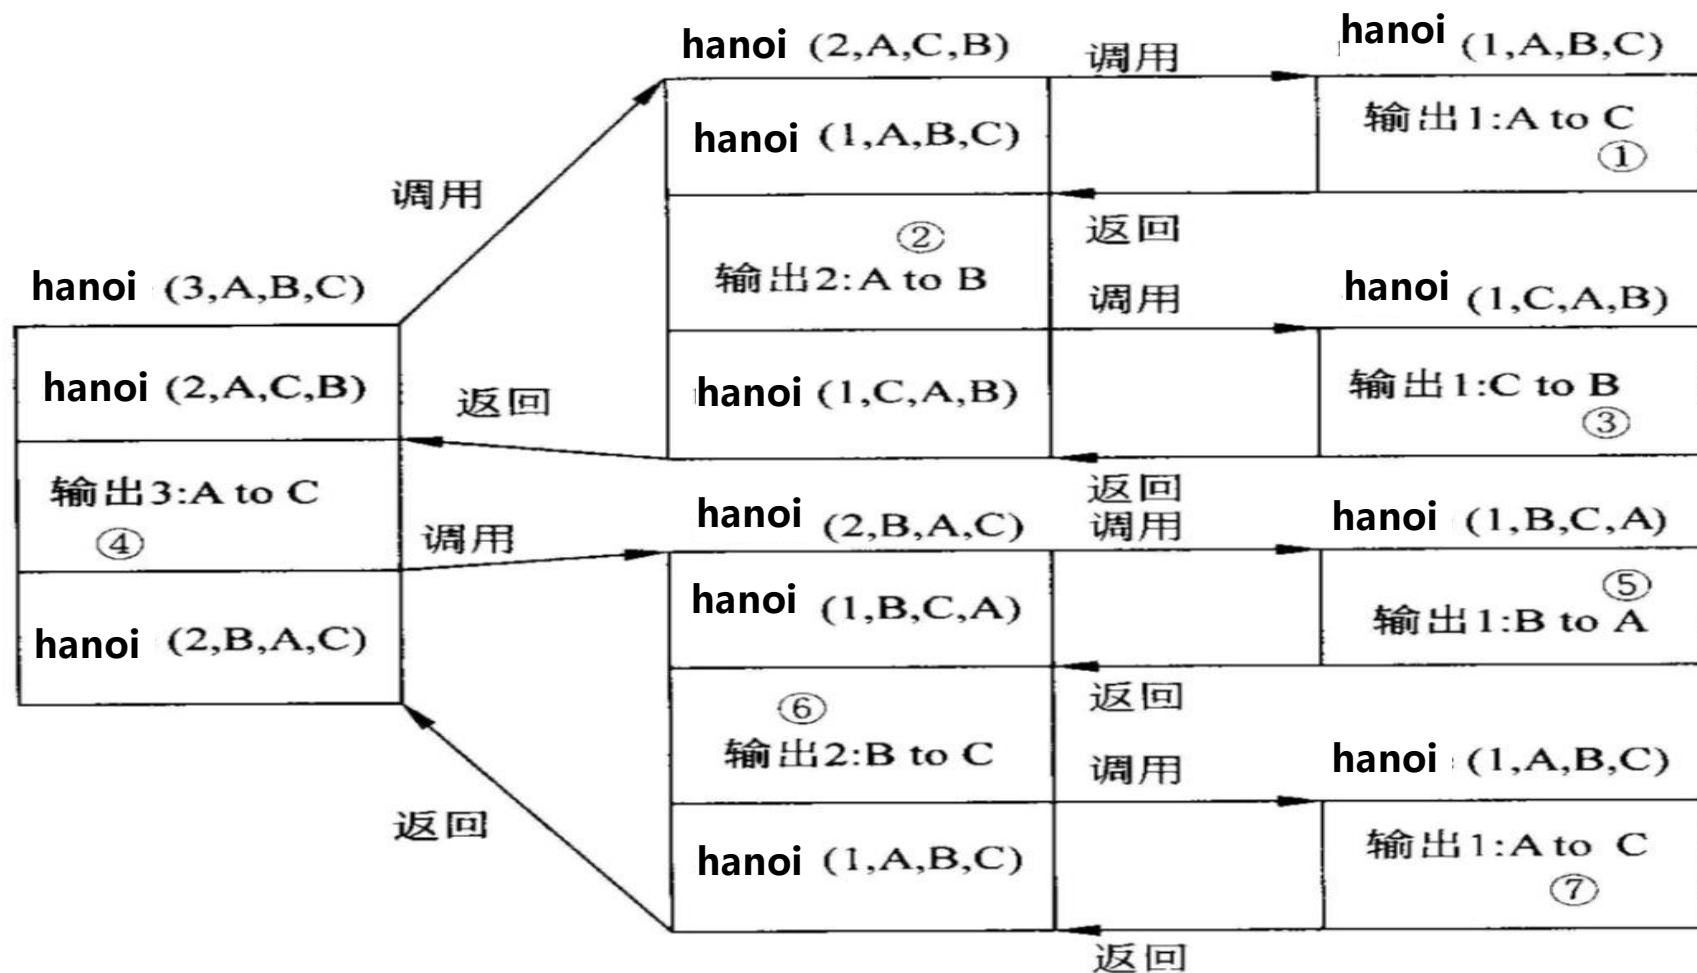 hanoi (2,A,C,B) 调用 hanoi (1,A,B,C)
hanoi (1,A,B,C) 输出1:A to C
①
调用
② 返回
输出2:A to B
hanoi (3,A,B,C) 调用 hanoi (1,C,A,B)
hanoi (2,A,C,B) 返回 hanoi (1,C,A,B) 输出1:C to B
③
输出3:A to C 返回
④ 调用 hanoi (2,B,A,C) 调用 hanoi (1,B,C,A)
hanoi (1,B,C,A) ⑤
输出1:B to A
hanoi (2,B,A,C)
⑥ 返回
输出2:B to C 调用 hanoi (1,A,B,C)
返回 hanoi (1,A,B,C) 输出1:A to C
⑦
返回